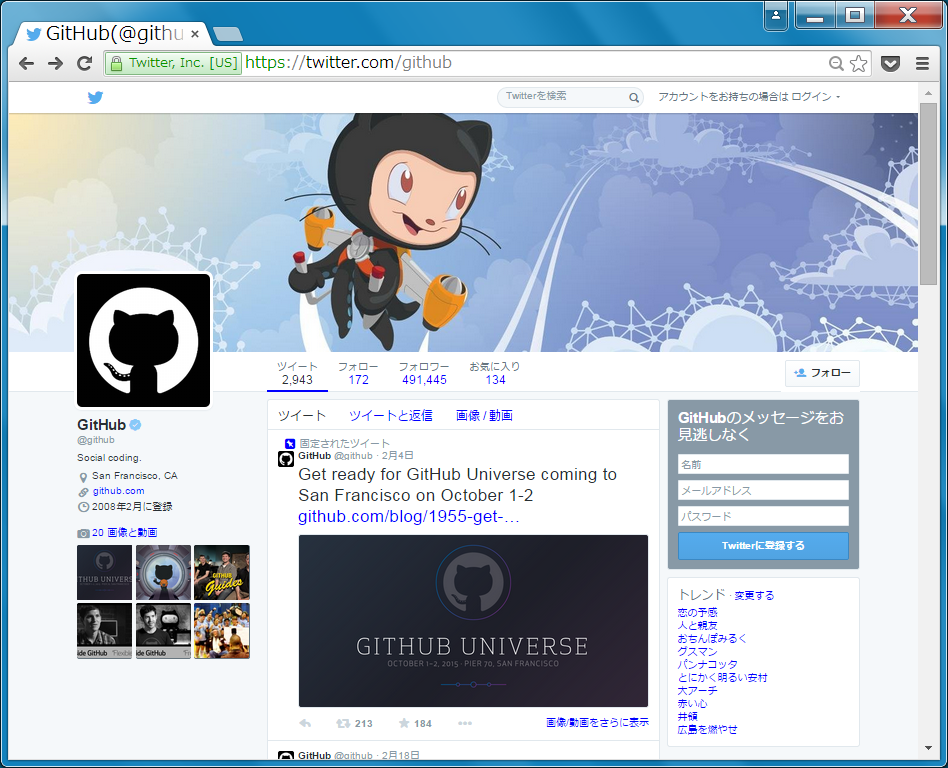 GitHub(@githu
Twitter, Inc. [US] https://twitter.com/github
Twitterを検索
アカウントをお持ちの場合は ログイン
ツイート フォロー フォロワー お気に入り
2,943 172 491,445 134
フォロー
GitHub
@github
Social coding.
San Francisco, CA
github.com
2008年2月に登録
20 画像と動画
THUB UNIVERS
GITHUB
Guides
ide GitHub
de GitHub
ツイート ツイートと返信 画像 / 動画
固定されたツイート
GitHub @github · 2月4日
Get ready for GitHub Universe coming to
San Francisco on October 1-2
github.com/blog/1955-get-…
GITHUB UNIVERSE
OCTOBER 1-2, 2015 · PIER 70, SAN FRANCISCO
213 184 画像/動画をさらに表示
GitHub @github · 2月18日
GitHubのメッセージをお
見逃しなく
名前
メールアドレス
パスワード
Twitterに登録する
トレンド · 変更する
恋の予感
人と親友
おちんぽみるく
グスマン
パンナコッタ
とにかく明るい安村
大アーチ
赤い心
井領
広島を燃やせ